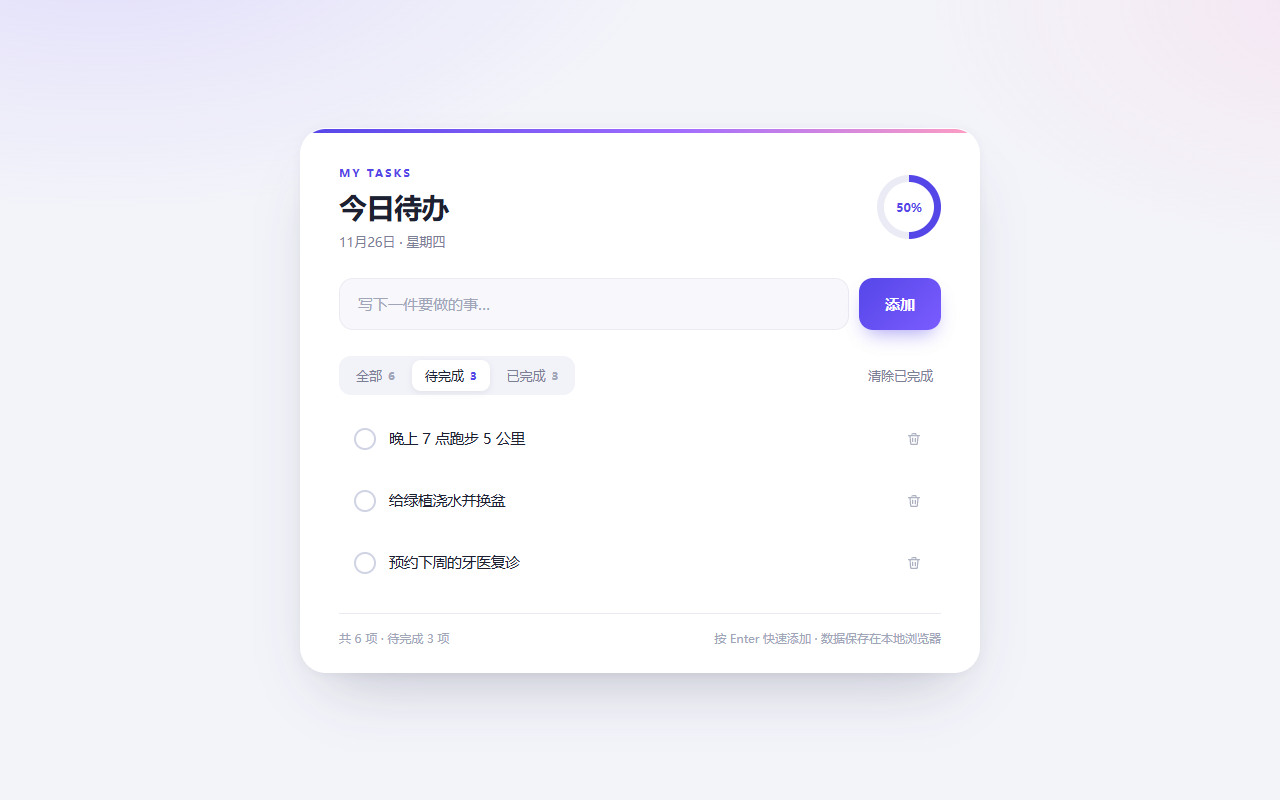 MY TASKS
今日待办
11月26日 · 星期四
50%
写下一件要做的事...
添加
全部 6 待完成 3 已完成 3
清除已完成
晚上 7 点跑步 5 公里
给绿植浇水并换盆
预约下周的牙医复诊
共 6 项 · 待完成 3 项
按 Enter 快速添加 · 数据保存在本地浏览器